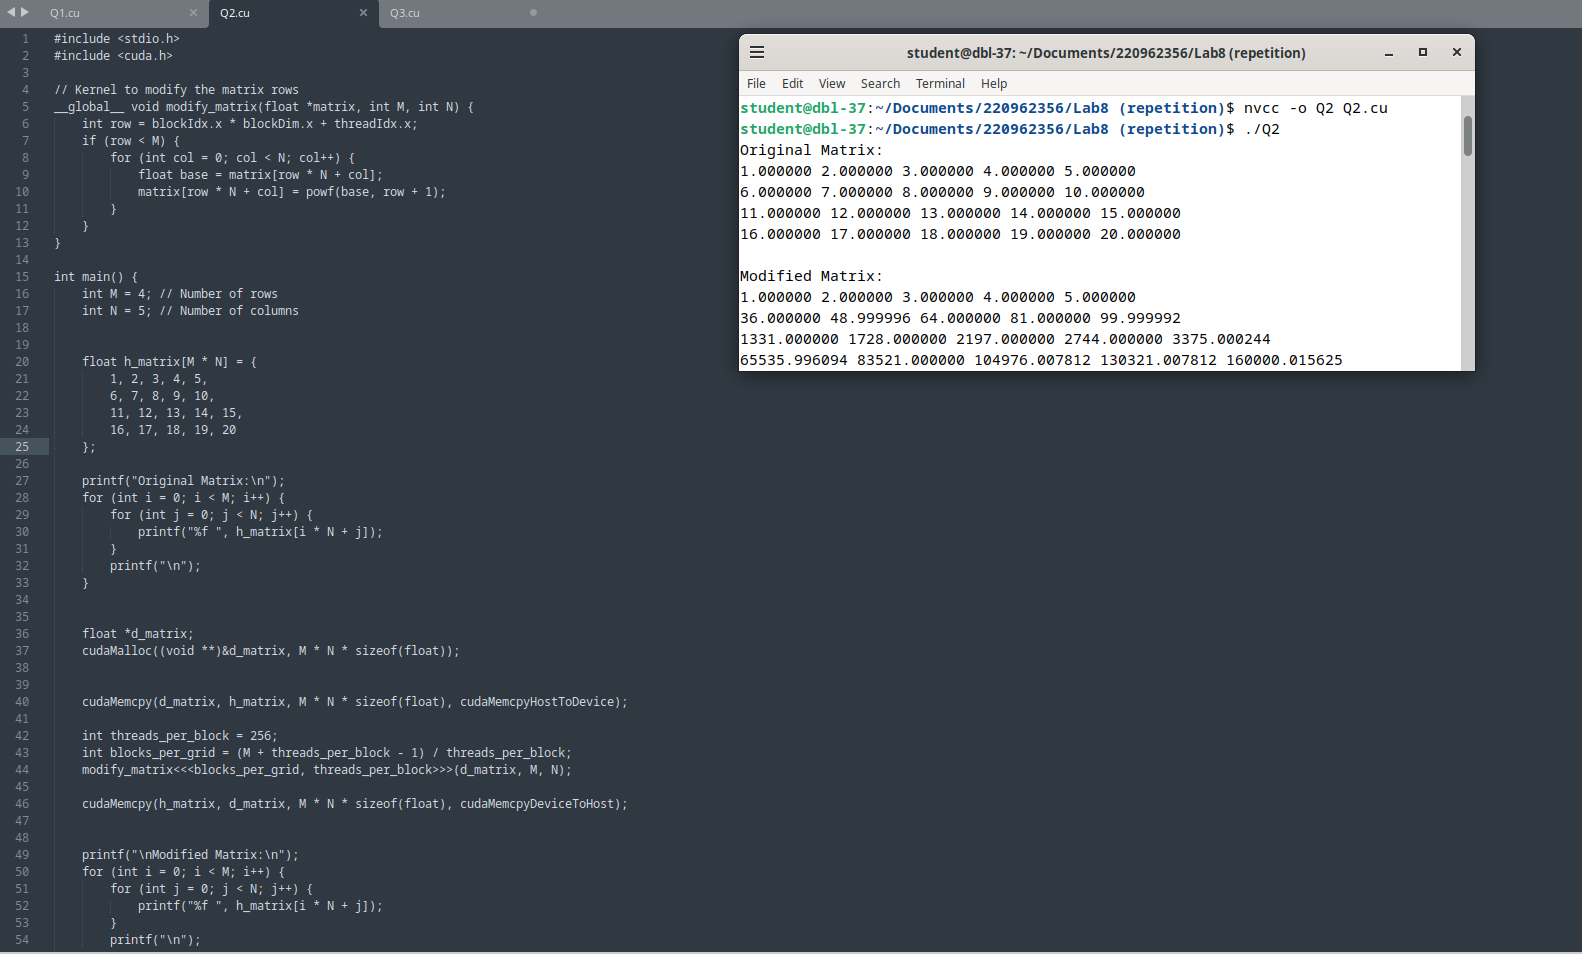 Q1.cu × Q2.cu × Q3.cu
1 #include <stdio.h>
2 #include <cuda.h>
3
4 // Kernel to modify the matrix rows
5 __global__ void modify_matrix(float *matrix, int M, int N) {
6     int row = blockIdx.x * blockDim.x + threadIdx.x;
7     if (row < M) {
8         for (int col = 0; col < N; col++) {
9             float base = matrix[row * N + col];
10             matrix[row * N + col] = powf(base, row + 1);
11         }
12     }
13 }
14
15 int main() {
16     int M = 4; // Number of rows
17     int N = 5; // Number of columns
18
19
20     float h_matrix[M * N] = {
21         1, 2, 3, 4, 5,
22         6, 7, 8, 9, 10,
23         11, 12, 13, 14, 15,
24         16, 17, 18, 19, 20
25     };
26
27     printf("Original Matrix:\n");
28     for (int i = 0; i < M; i++) {
29         for (int j = 0; j < N; j++) {
30             printf("%f ", h_matrix[i * N + j]);
31         }
32         printf("\n");
33     }
34
35
36     float *d_matrix;
37     cudaMalloc((void **)&d_matrix, M * N * sizeof(float));
38
39
40     cudaMemcpy(d_matrix, h_matrix, M * N * sizeof(float), cudaMemcpyHostToDevice);
41
42     int threads_per_block = 256;
43     int blocks_per_grid = (M + threads_per_block - 1) / threads_per_block;
44     modify_matrix<<<blocks_per_grid, threads_per_block>>>(d_matrix, M, N);
45
46     cudaMemcpy(h_matrix, d_matrix, M * N * sizeof(float), cudaMemcpyDeviceToHost);
47
48
49     printf("\nModified Matrix:\n");
50     for (int i = 0; i < M; i++) {
51         for (int j = 0; j < N; j++) {
52             printf("%f ", h_matrix[i * N + j]);
53         }
54         printf("\n");
student@dbl-37: ~/Documents/220962356/Lab8 (repetition)
File Edit View Search Terminal Help
student@dbl-37:~/Documents/220962356/Lab8 (repetition)$ nvcc -o Q2 Q2.cu
student@dbl-37:~/Documents/220962356/Lab8 (repetition)$ ./Q2
Original Matrix:
1.000000 2.000000 3.000000 4.000000 5.000000
6.000000 7.000000 8.000000 9.000000 10.000000
11.000000 12.000000 13.000000 14.000000 15.000000
16.000000 17.000000 18.000000 19.000000 20.000000

Modified Matrix:
1.000000 2.000000 3.000000 4.000000 5.000000
36.000000 48.999996 64.000000 81.000000 99.999992
1331.000000 1728.000000 2197.000000 2744.000000 3375.000244
65535.996094 83521.000000 104976.007812 130321.007812 160000.015625